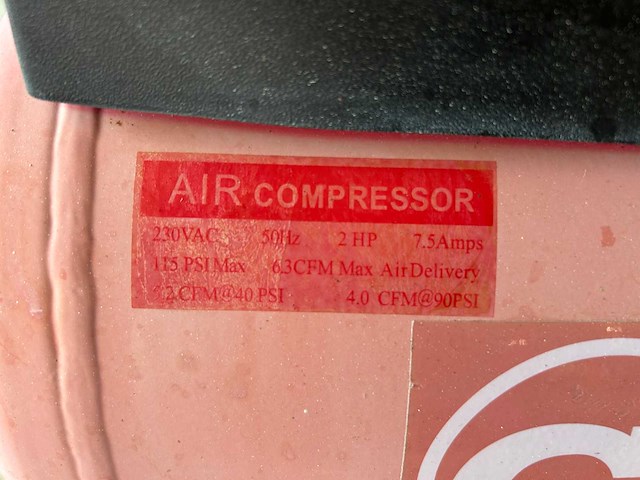 AIR COMPRESSOR
230VAC 50Hz 2 HP 7.5Amps
115 PSI Max 6.3CFM Max Air Delivery
CFM@40 PSI 4.0 CFM@90PSI